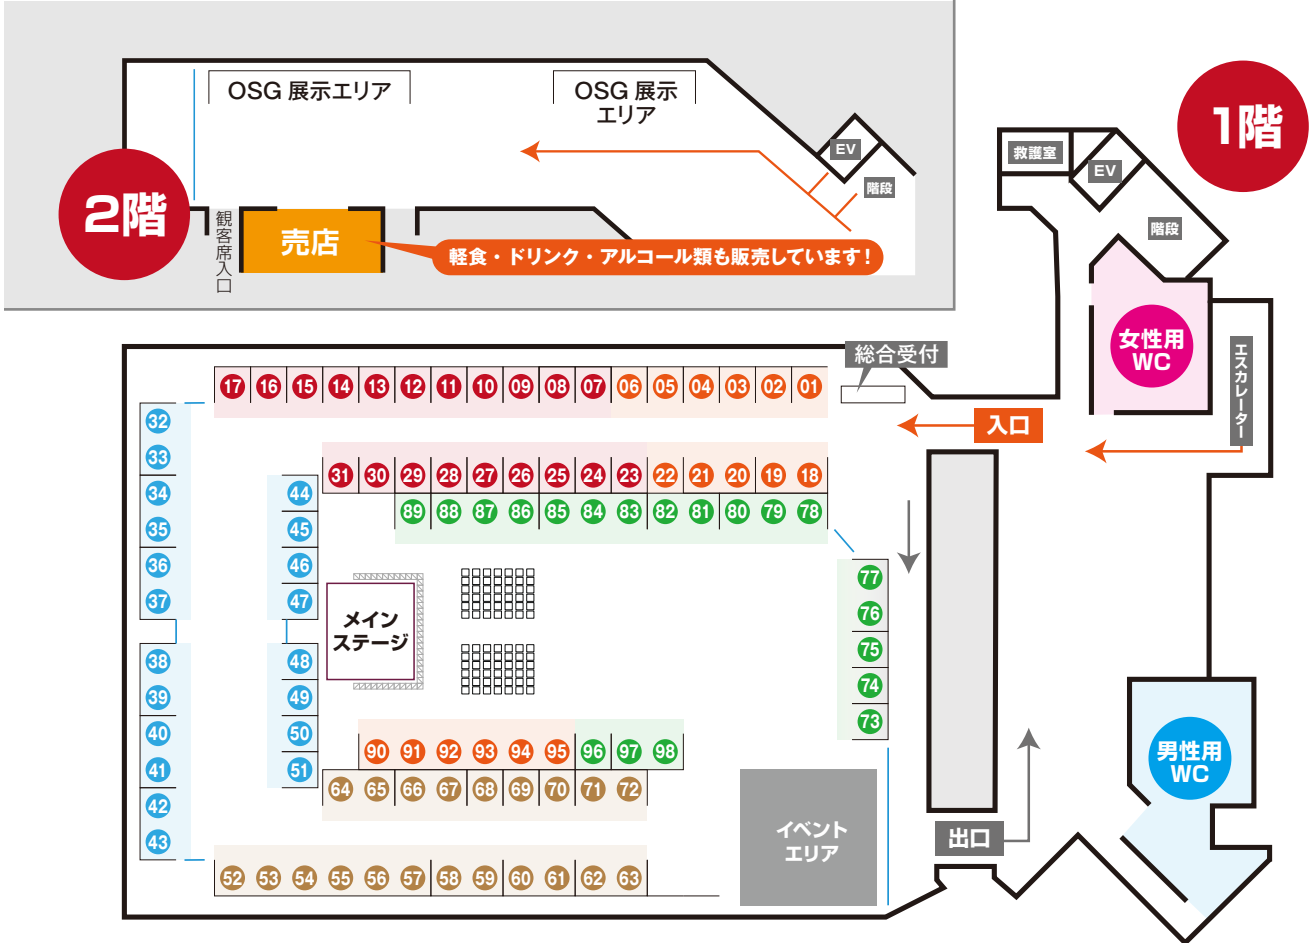 OSG 展示エリア
OSG 展示
エリア
1階
2階
EV
階段
観客席入口
売店
軽食・ドリンク・アルコール類も販売しています！
救護室
EV
階段
女性用
WC
エスカレーター
総合受付
入口
17 16 15 14 13 12 11 10 09 08 07 06 05 04 03 02 01
31 30 29 28 27 26 25 24 23 22 21 20 19 18
89 88 87 86 85 84 83 82 81 80 79 78
32
33
34
35
36
37
38
39
40
41
42
43
44
45
46
47
48
49
50
51
メイン
ステージ
77
76
75
74
73
90 91 92 93 94 95 96 97 98
64 65 66 67 68 69 70 71 72
52 53 54 55 56 57 58 59 60 61 62 63
イベント
エリア
出口
男性用
WC